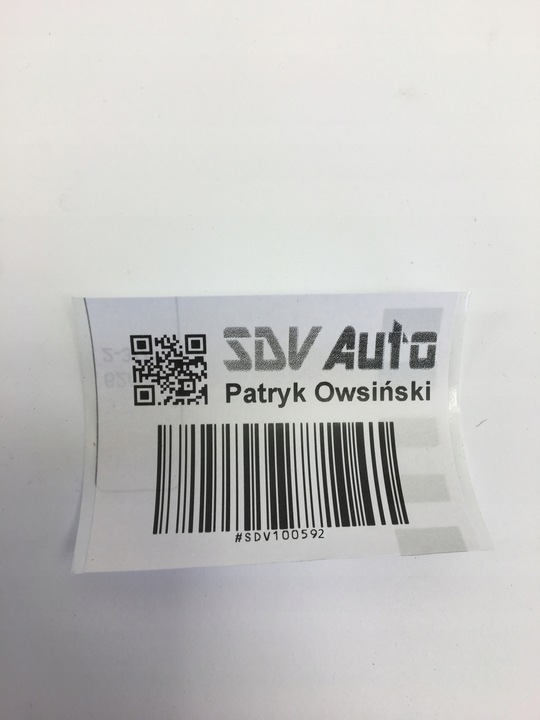 SDV Auto
Patryk Owsiński
#SDV100592